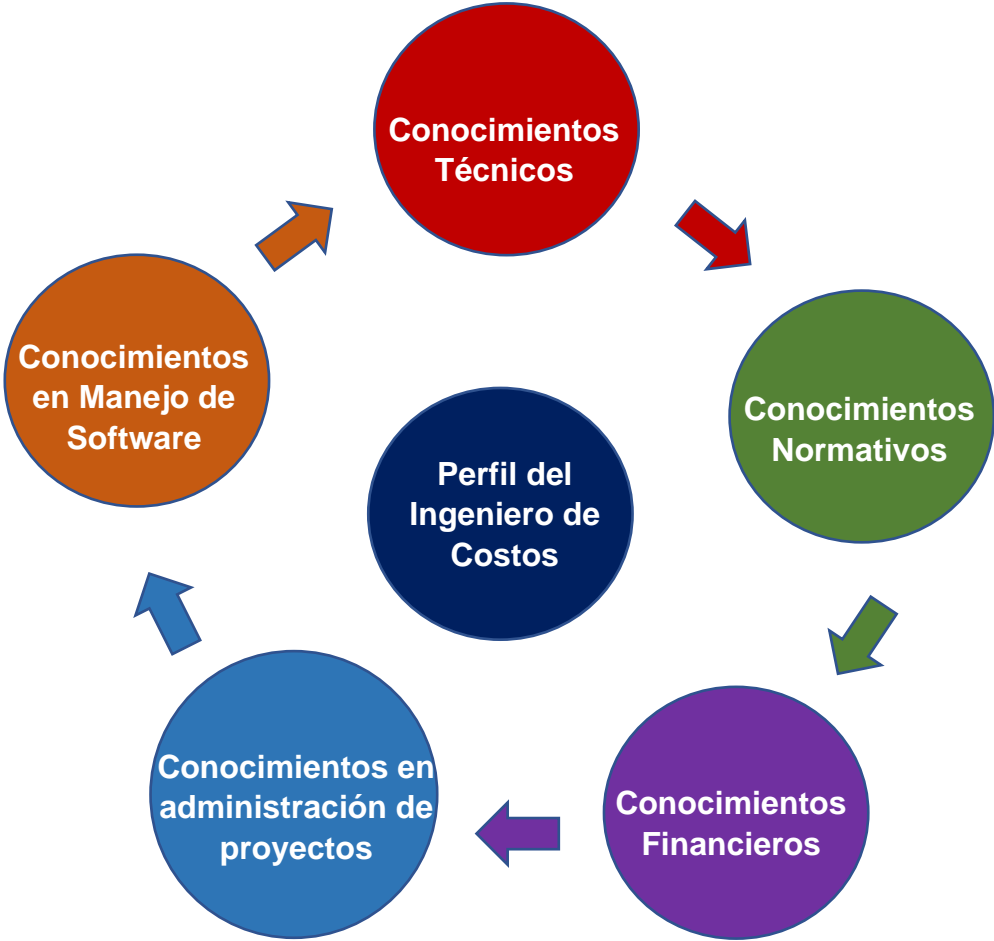 Conocimientos
Técnicos
Conocimientos
Normativos
Conocimientos
Financieros
Conocimientos en
administración de
proyectos
Conocimientos
en Manejo de
Software
Perfil del
Ingeniero de
Costos